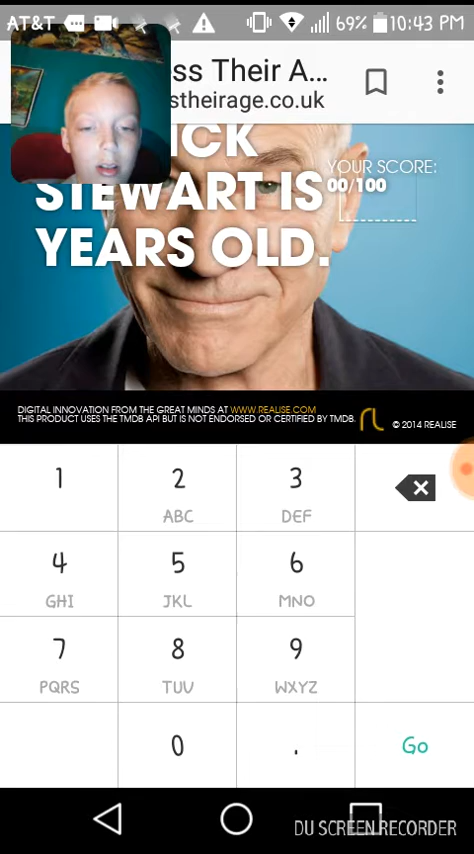 AT&T 69% 10:43 PM
ss Their A...
stheirage.co.uk
ICK
STEWART IS
YEARS OLD.
YOUR SCORE:
00/100
DIGITAL INNOVATION FROM THE GREAT MINDS AT WWW.REALISE.COM
THIS PRODUCT USES THE TMDB API BUT IS NOT ENDORSED OR CERTIFIED BY TMDB.
rl
© 2014 REALISE
1 2 3
ABC DEF
4 5 6
GHI JKL MNO
7 8 9
PQRS TUV WXYZ
0 . Go
DU SCREEN RECORDER